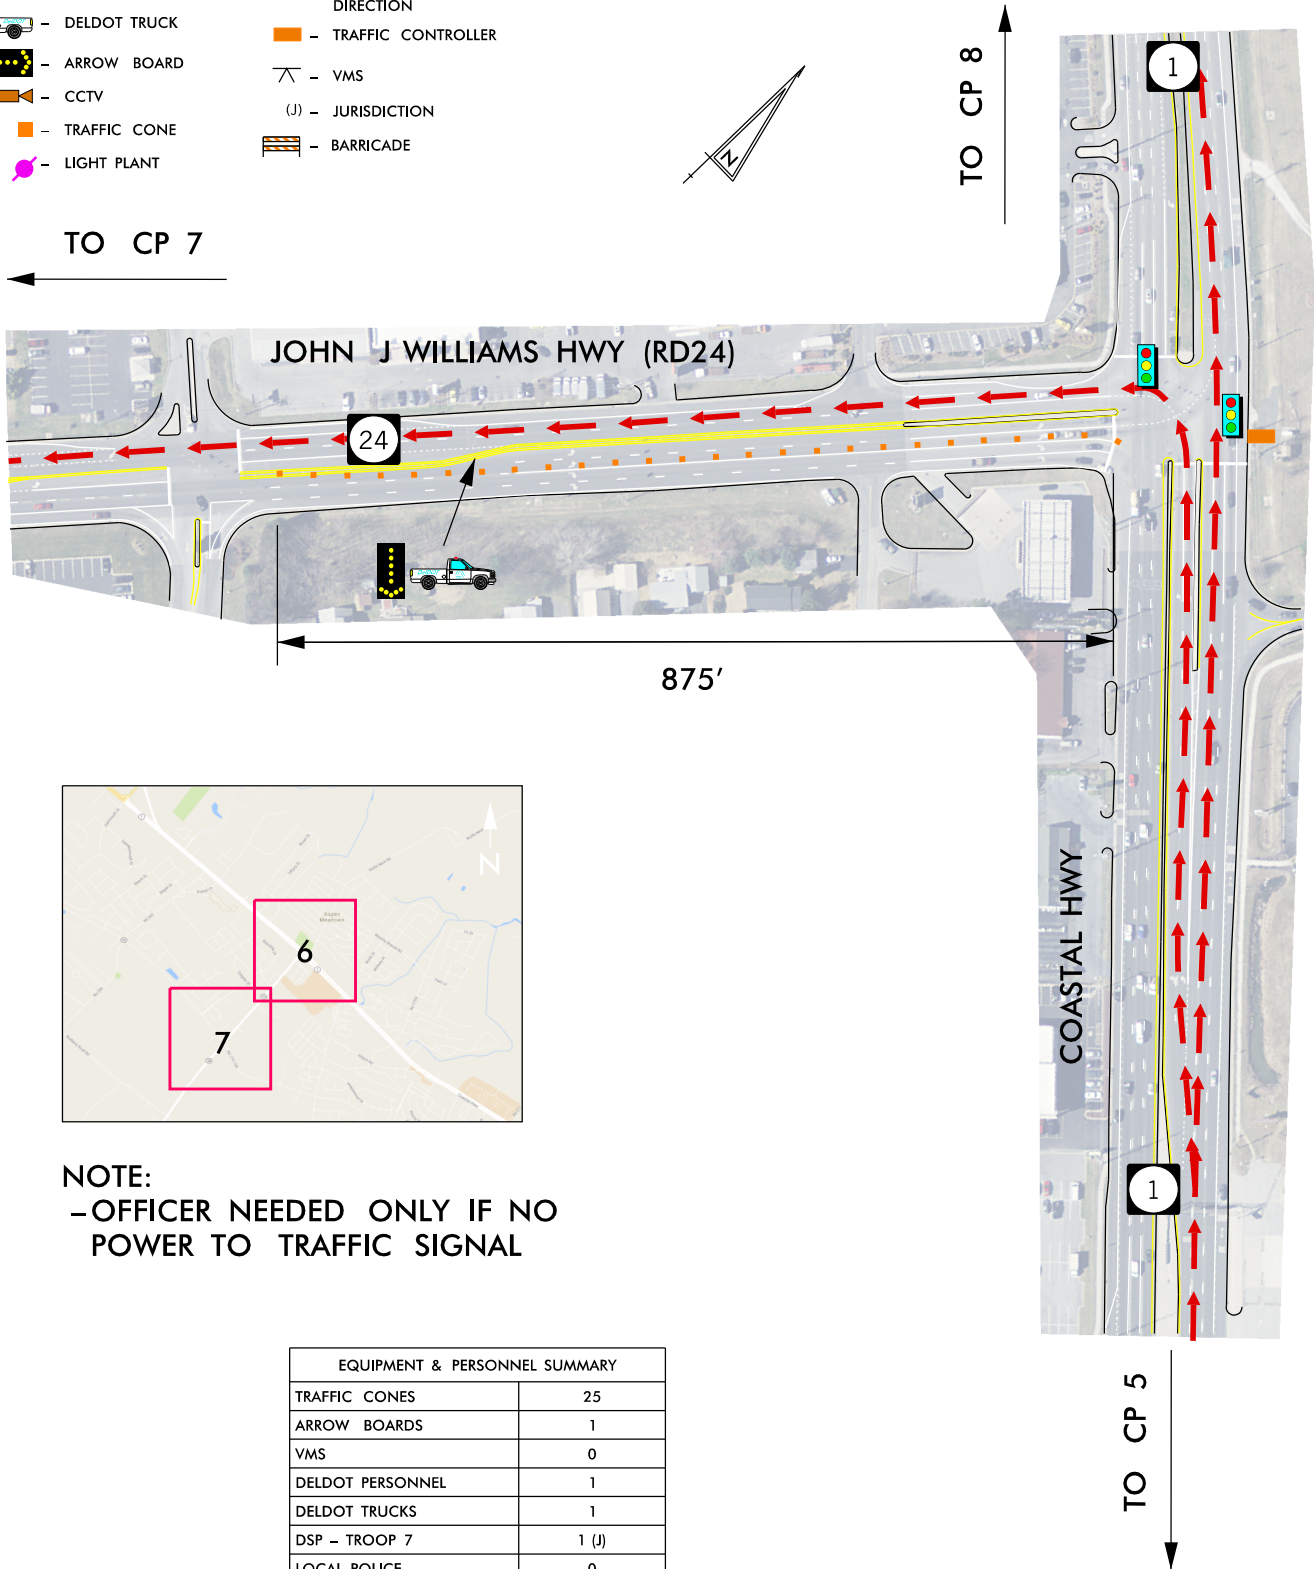 DIRECTION
– DELDOT TRUCK
– TRAFFIC CONTROLLER
– ARROW BOARD
– VMS
– CCTV
(J) – JURISDICTION
– TRAFFIC CONE
– BARRICADE
– LIGHT PLANT
N
TO CP 8
1
TO CP 7
JOHN J WILLIAMS HWY (RD24)
24
875'
COASTAL HWY
N
6
7
1
NOTE:
– OFFICER NEEDED ONLY IF NO
POWER TO TRAFFIC SIGNAL
EQUIPMENT & PERSONNEL SUMMARY
TRAFFIC CONES 25
ARROW BOARDS 1
VMS 0
DELDOT PERSONNEL 1
DELDOT TRUCKS 1
DSP – TROOP 7 1 (J)
LOCAL POLICE 0
TO CP 5